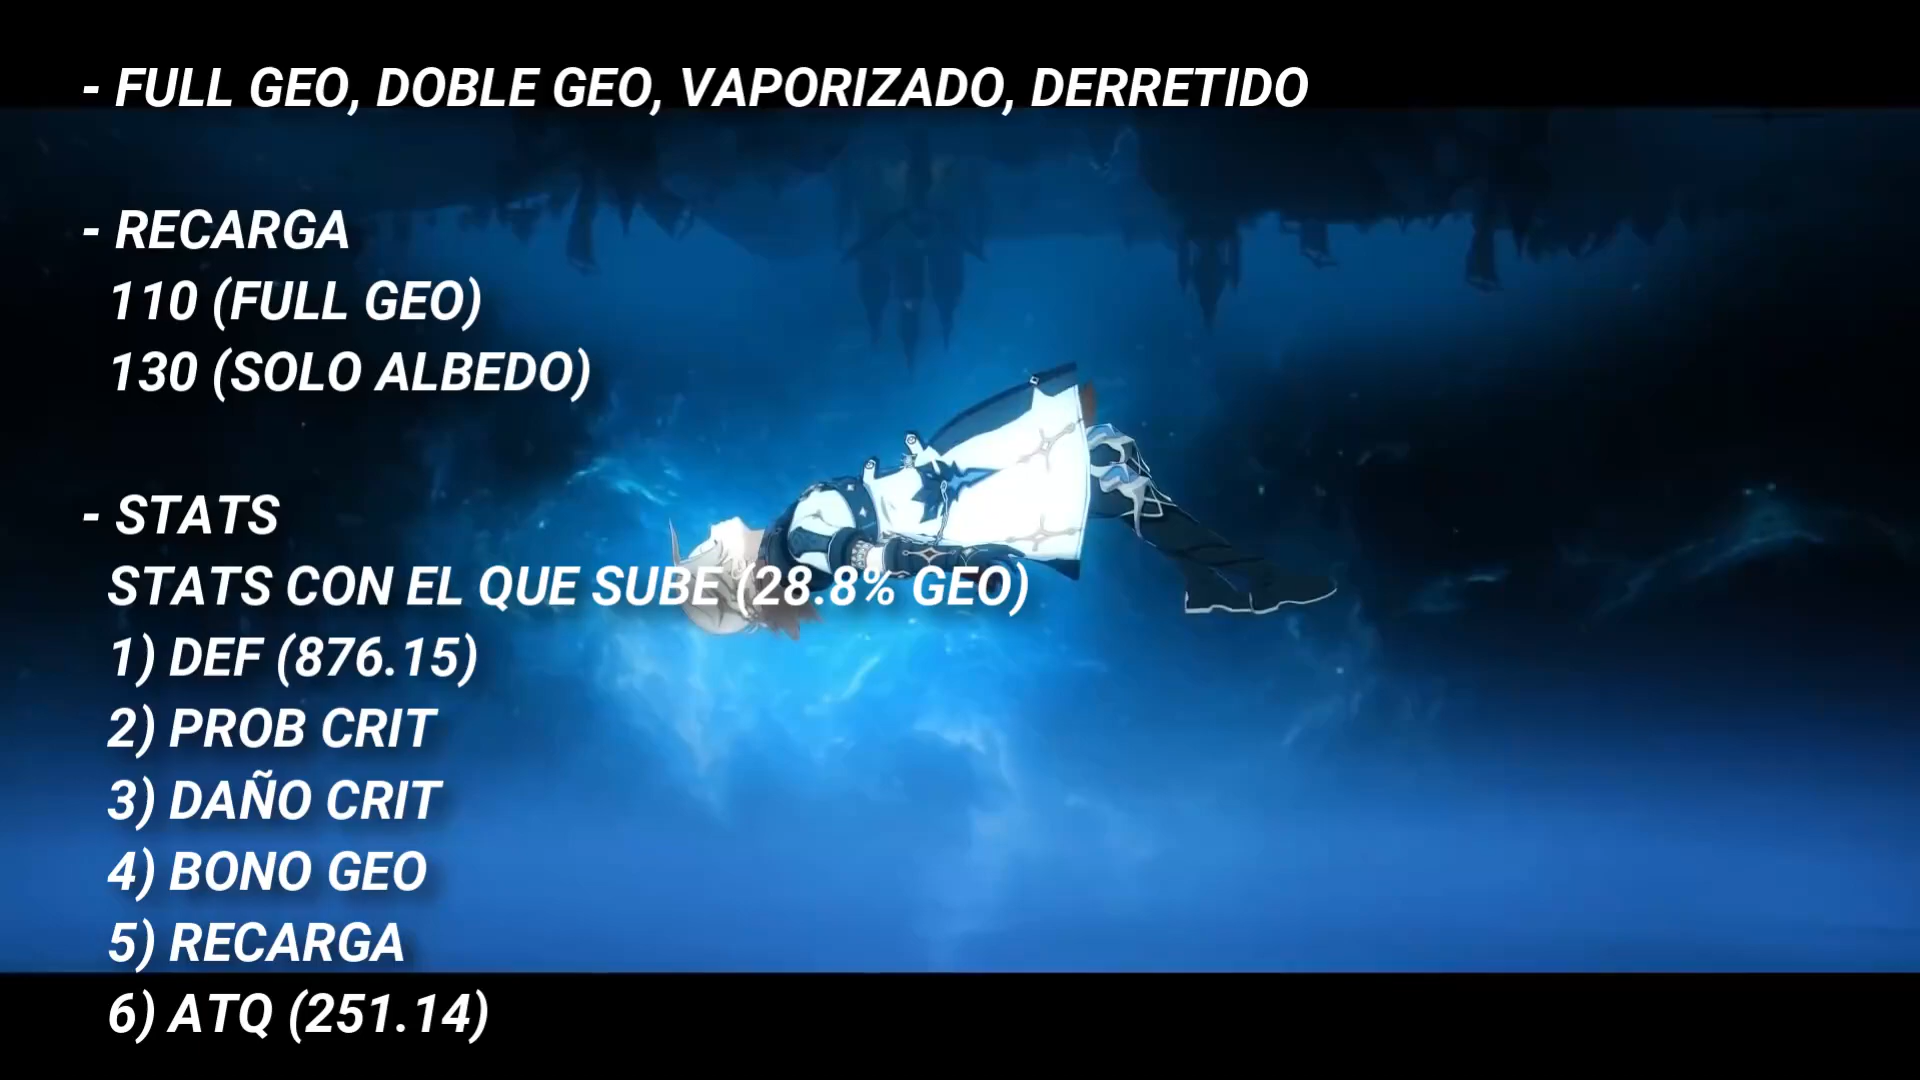 - FULL GEO, DOBLE GEO, VAPORIZADO, DERRETIDO
- RECARGA
110 (FULL GEO)
130 (SOLO ALBEDO)
- STATS
STATS CON EL QUE SUBE (28.8% GEO)
1) DEF (876.15)
2) PROB CRIT
3) DAÑO CRIT
4) BONO GEO
5) RECARGA
6) ATQ (251.14)